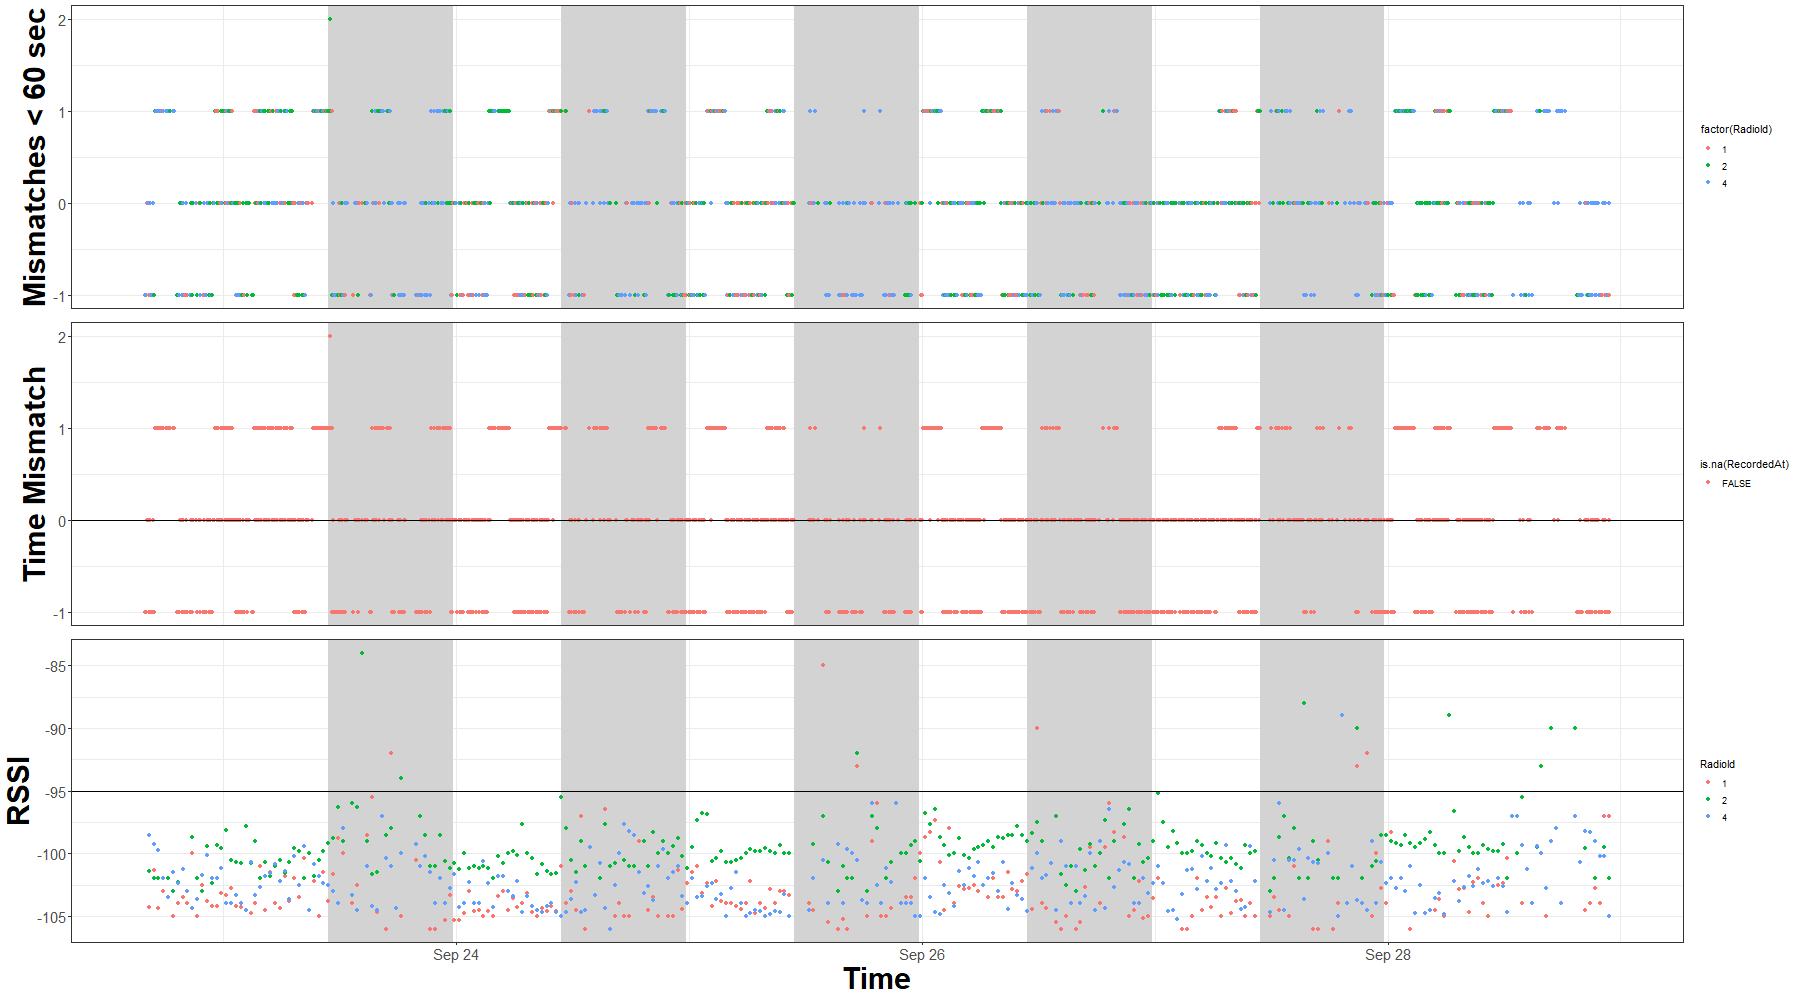 Mismatches < 60 sec
2
1
0
-1
factor(RadioId)
1
2
4
Time Mismatch
2
1
0
-1
is.na(RecordedAt)
FALSE
RSSI
-85
-90
-95
-100
-105
RadioId
1
2
4
Sep 24
Sep 26
Sep 28
Time